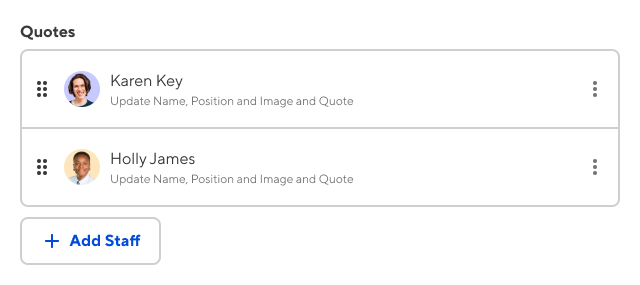 Quotes
Karen Key
Update Name, Position and Image and Quote
Holly James
Update Name, Position and Image and Quote
+ Add Staff